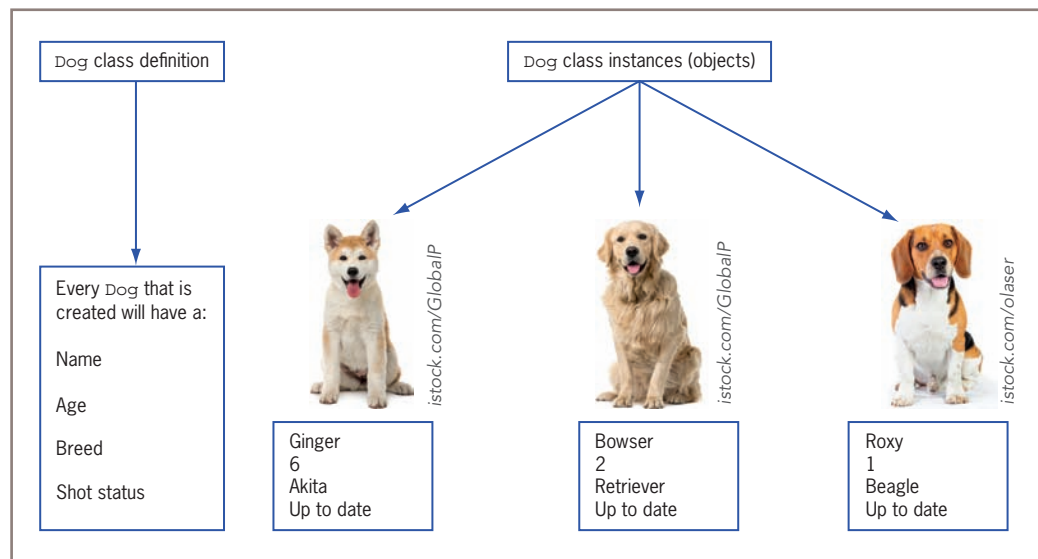 Dog class definition
Dog class instances (objects)
Every Dog that is
created will have a:
Name
Age
Breed
Shot status
istock.com/GlobalP
istock.com/GlobalP
istock.com/olaser
Ginger
6
Akita
Up to date
Bowser
2
Retriever
Up to date
Roxy
1
Beagle
Up to date